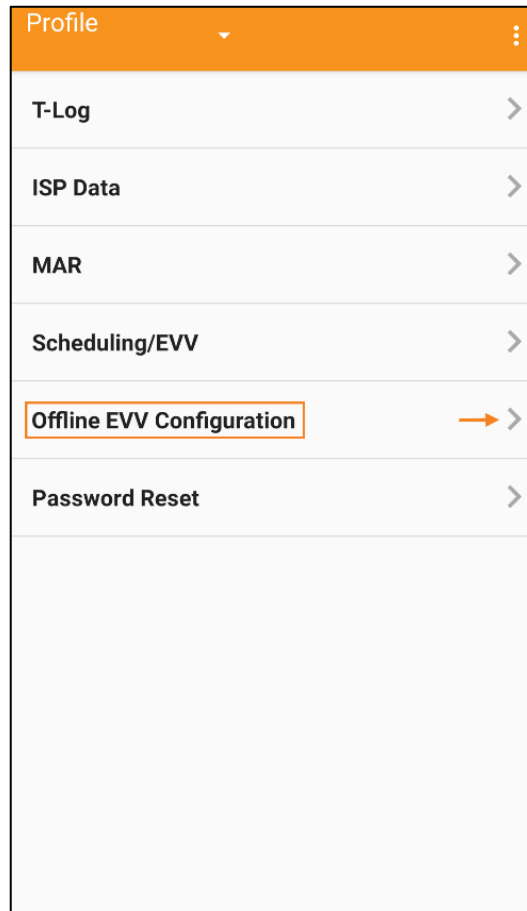 Profile
T-Log
ISP Data
MAR
Scheduling/EVV
Offline EVV Configuration
Password Reset